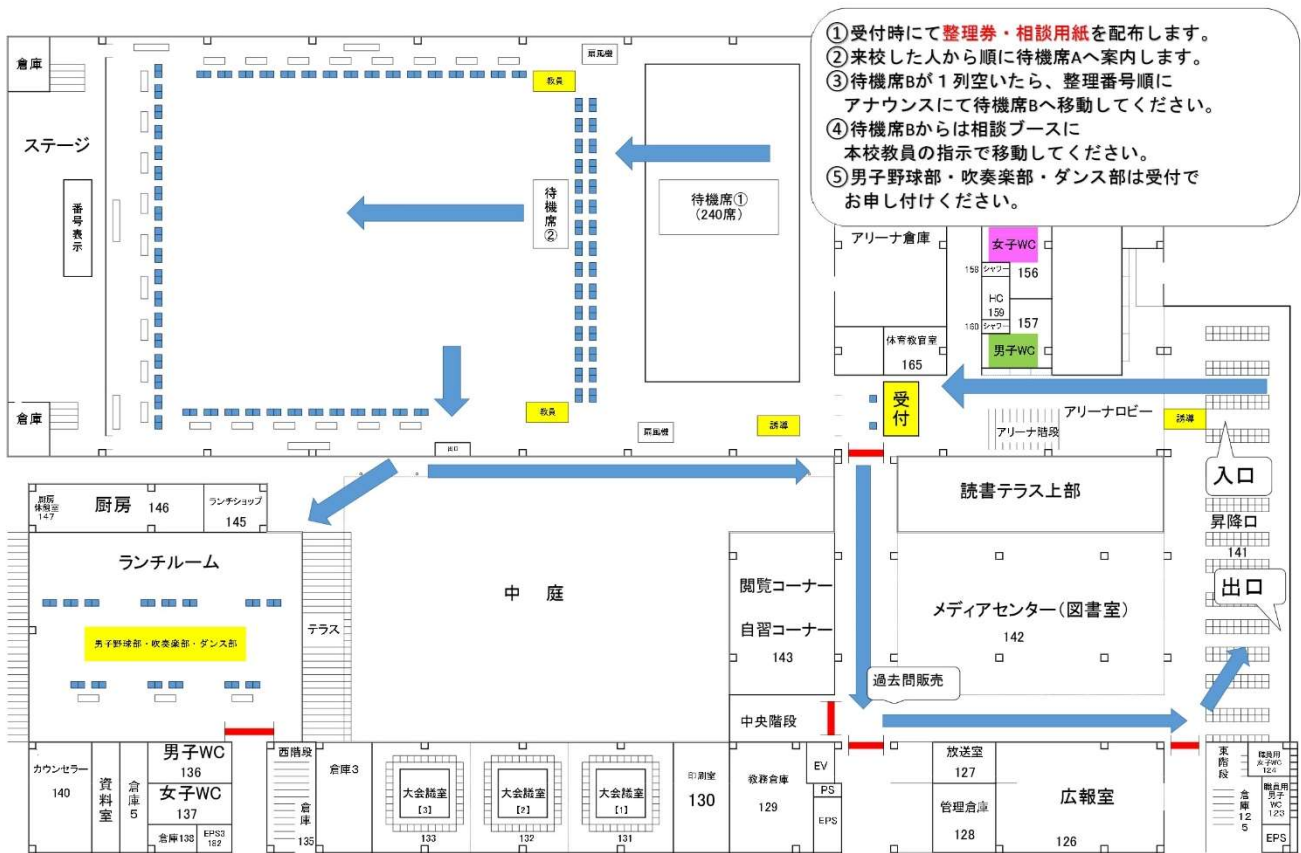 ①受付時にて整理券・相談用紙を配布します。
②来校した人から順に待機席Aへ案内します。
③待機席Bが1列空いたら、整理番号順に
アナウンスにて待機席Bへ移動してください。
④待機席Bからは相談ブースに
本校教員の指示で移動してください。
⑤男子野球部・吹奏楽部・ダンス部は受付で
お申し付けください。
倉庫
扇風機
教員
ステージ
番号表示
待機席②
待機席①
(240席)
アリーナ倉庫
女子WC
158 シャワー 156
HC
159
160 シャワー 157
男子WC
体育教官室
165
倉庫
教員
扇風機
誘導
受付
アリーナロビー
アリーナ階段
誘導
出口
入口
昇降口
141
出口
厨房体験室
147
厨房 146
ランチショップ
145
読書テラス上部
ランチルーム
テラス
中庭
男子野球部・吹奏楽部・ダンス部
閲覧コーナー
自習コーナー
143
メディアセンター(図書室)
142
過去問販売
中央階段
カウンセラー
140
資料室
倉庫5
男子WC
136
女子WC
137
倉庫138
EPS3
182
西階段
倉庫
135
倉庫3
大会議室
【3】
133
大会議室
【2】
132
大会議室
【1】
131
印刷室
130
教務倉庫
129
EV
PS
EPS
放送室
127
管理倉庫
128
広報室
126
東階段
倉庫125
職員用
女子WC
124
職員用
男子
WC
123
EPS